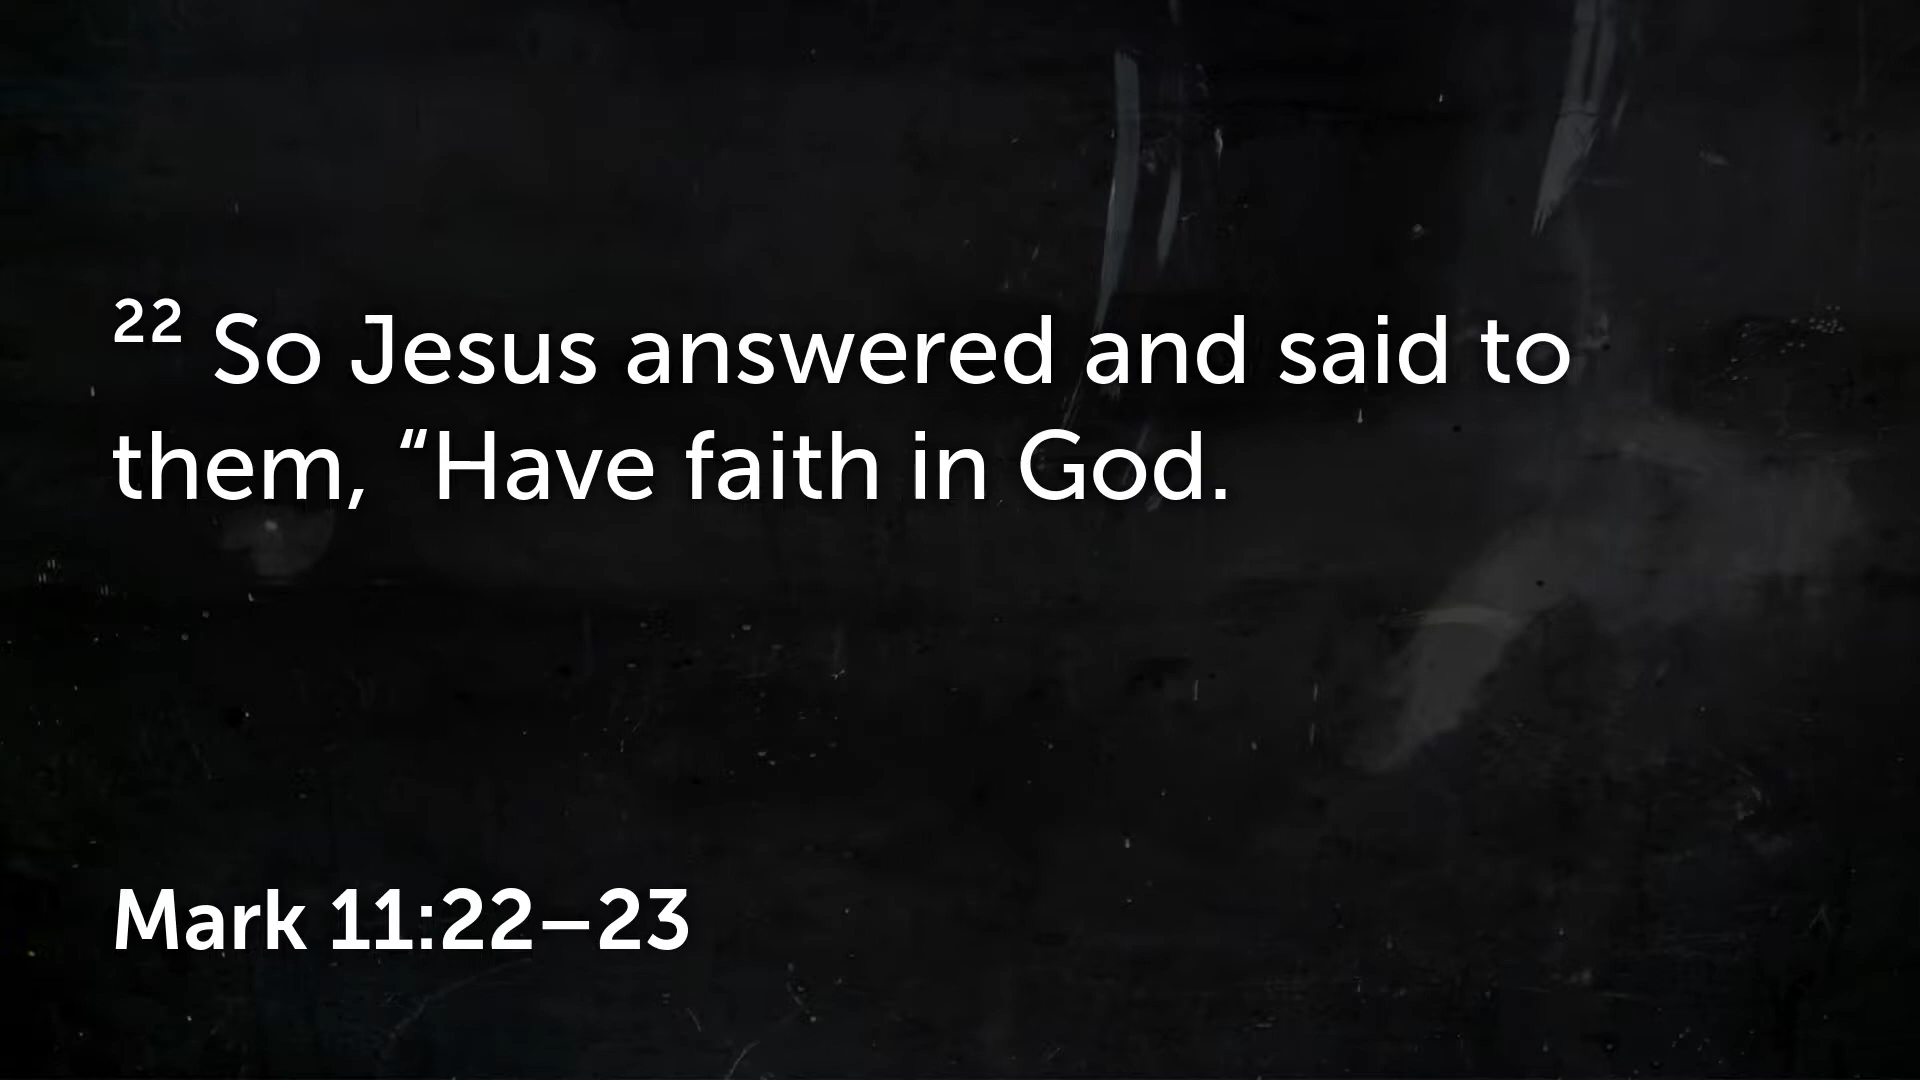 22 So Jesus answered and said to
them, “Have faith in God.
Mark 11:22–23